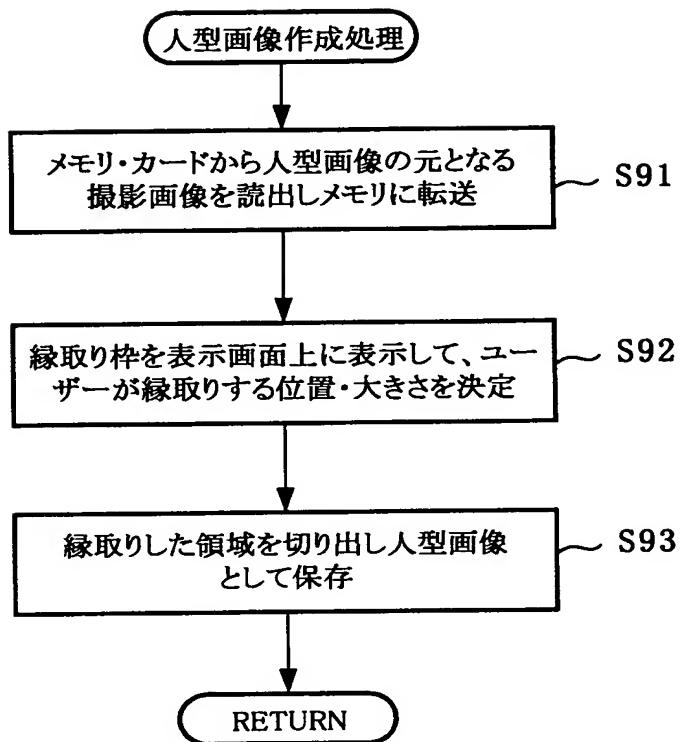 人型画像作成処理
メモリ・カードから人型画像の元となる
撮影画像を読出しメモリに転送
S91
縁取り枠を表示画面上に表示して、ユー
ザーが縁取りする位置・大きさを決定
S92
縁取りした領域を切り出し人型画像
として保存
S93
RETURN